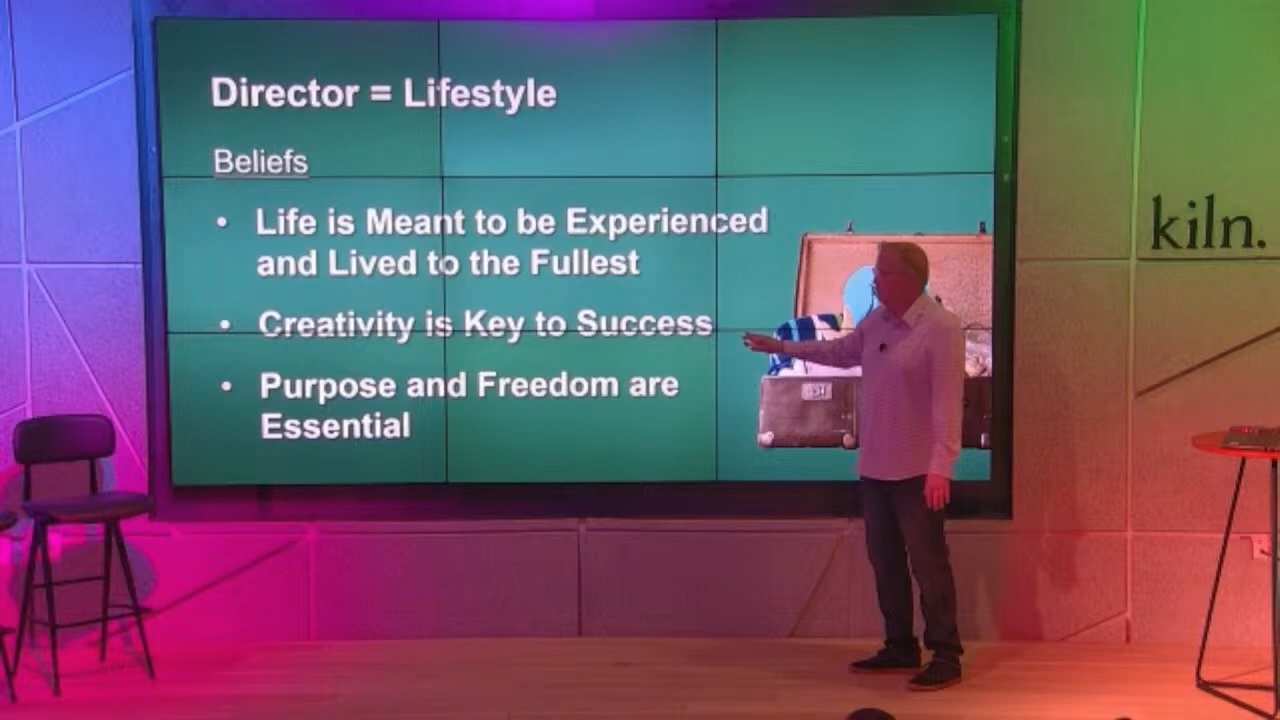 Director = Lifestyle
Beliefs
• Life is Meant to be Experienced
and Lived to the Fullest
• Creativity is Key to Success
• Purpose and Freedom are
Essential
kiln.